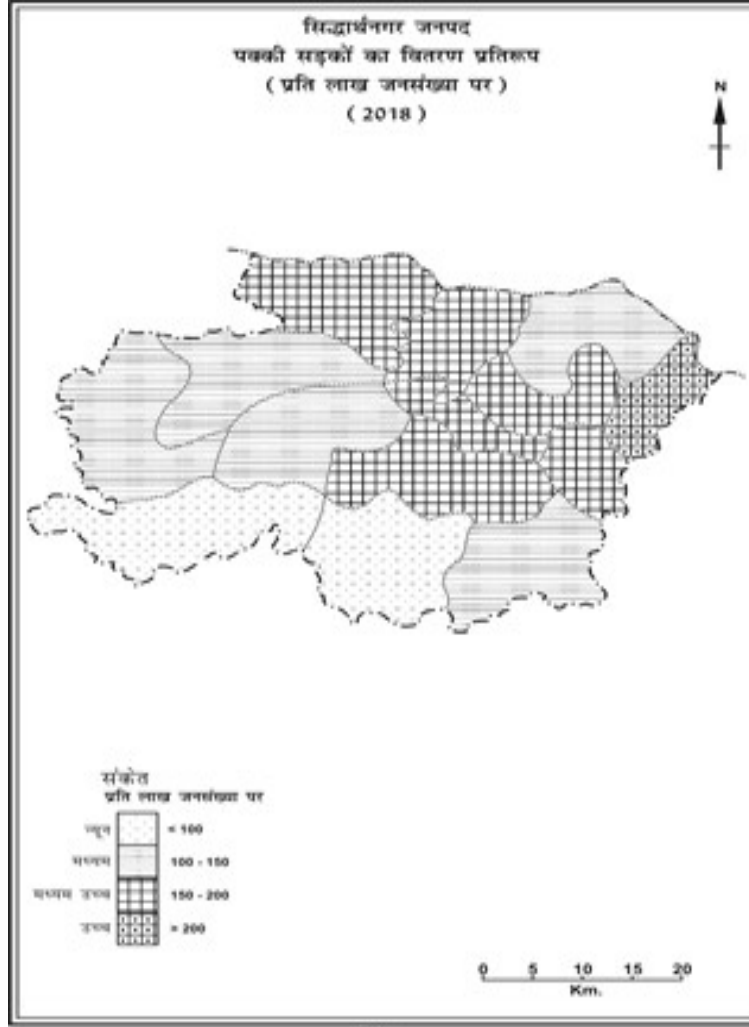 सिद्धार्थनगर जनपद
पक्की सड़कों का वितरण प्रतिरूप
( प्रति लाख जनसंख्या पर )
( 2018 )
N
संकेत
प्रति लाख जनसंख्या पर
न्यून < 100
मध्यम 100 - 150
मध्यम उच्च 150 - 200
उच्च > 200
0 5 10 15 20
Km.